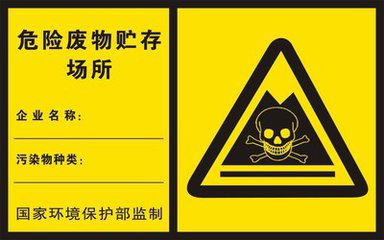 危险废物贮存
场所
企业名称：
污染物种类：
国家环境保护部监制